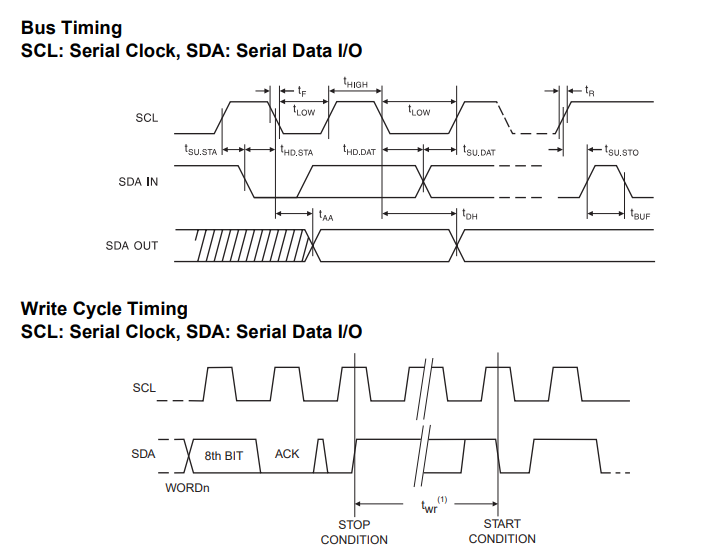 Bus Timing
SCL: Serial Clock, SDA: Serial Data I/O
tF
tHIGH
tLOW
tLOW
tR
SCL
tSU.STA
tHD.STA
tHD.DAT
tSU.DAT
tSU.STO
SDA IN
tAA
tDH
tBUF
SDA OUT
Write Cycle Timing
SCL: Serial Clock, SDA: Serial Data I/O
SCL
SDA
8th BIT
ACK
WORDn
twr(1)
STOP
CONDITION
START
CONDITION